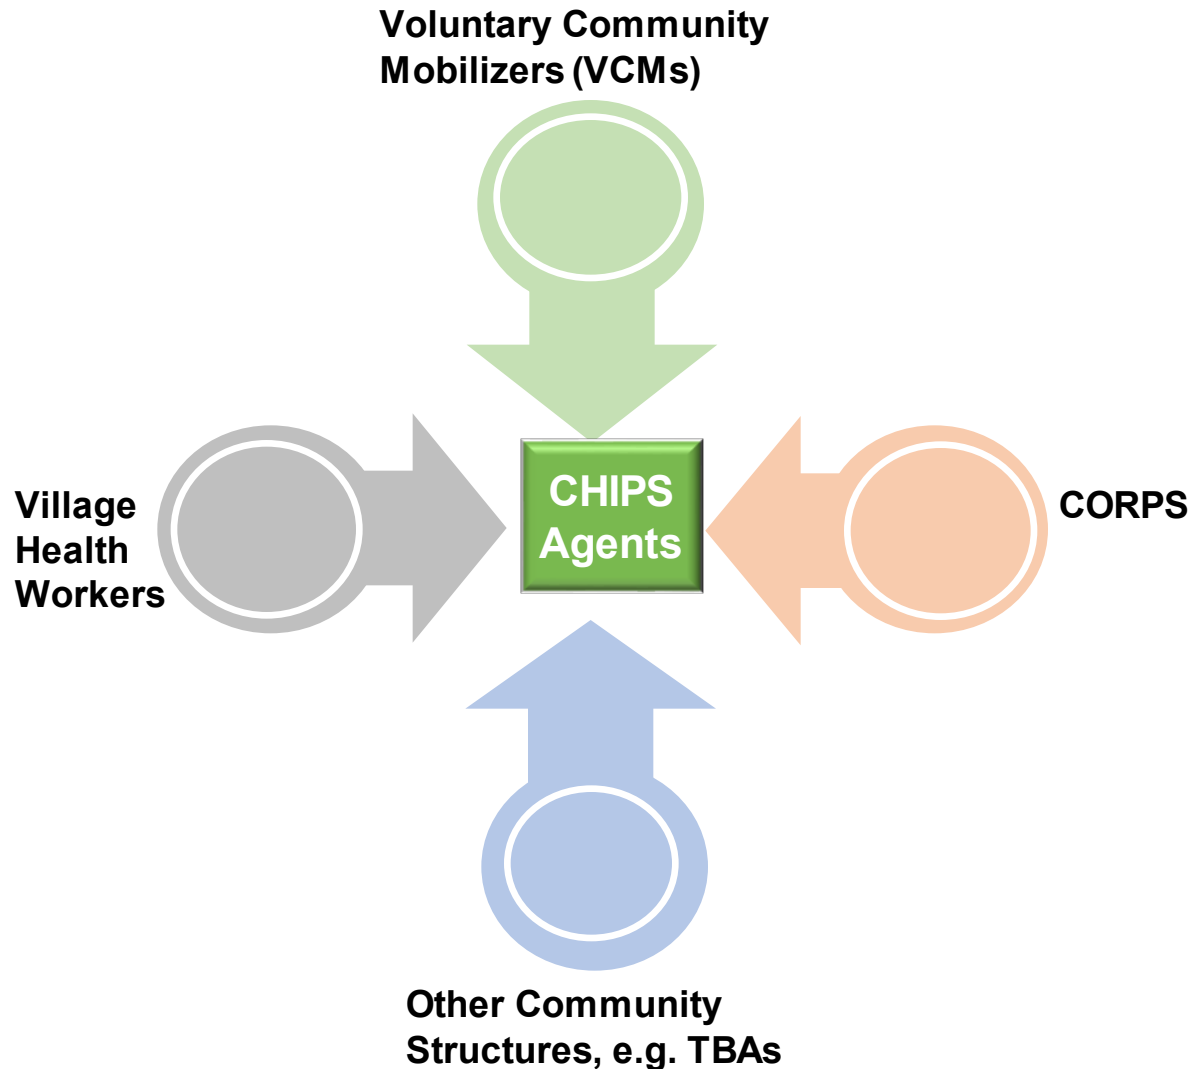 Voluntary Community
Mobilizers (VCMs)
Village
Health
Workers
CHIPS
Agents
CORPS
Other Community
Structures, e.g. TBAs